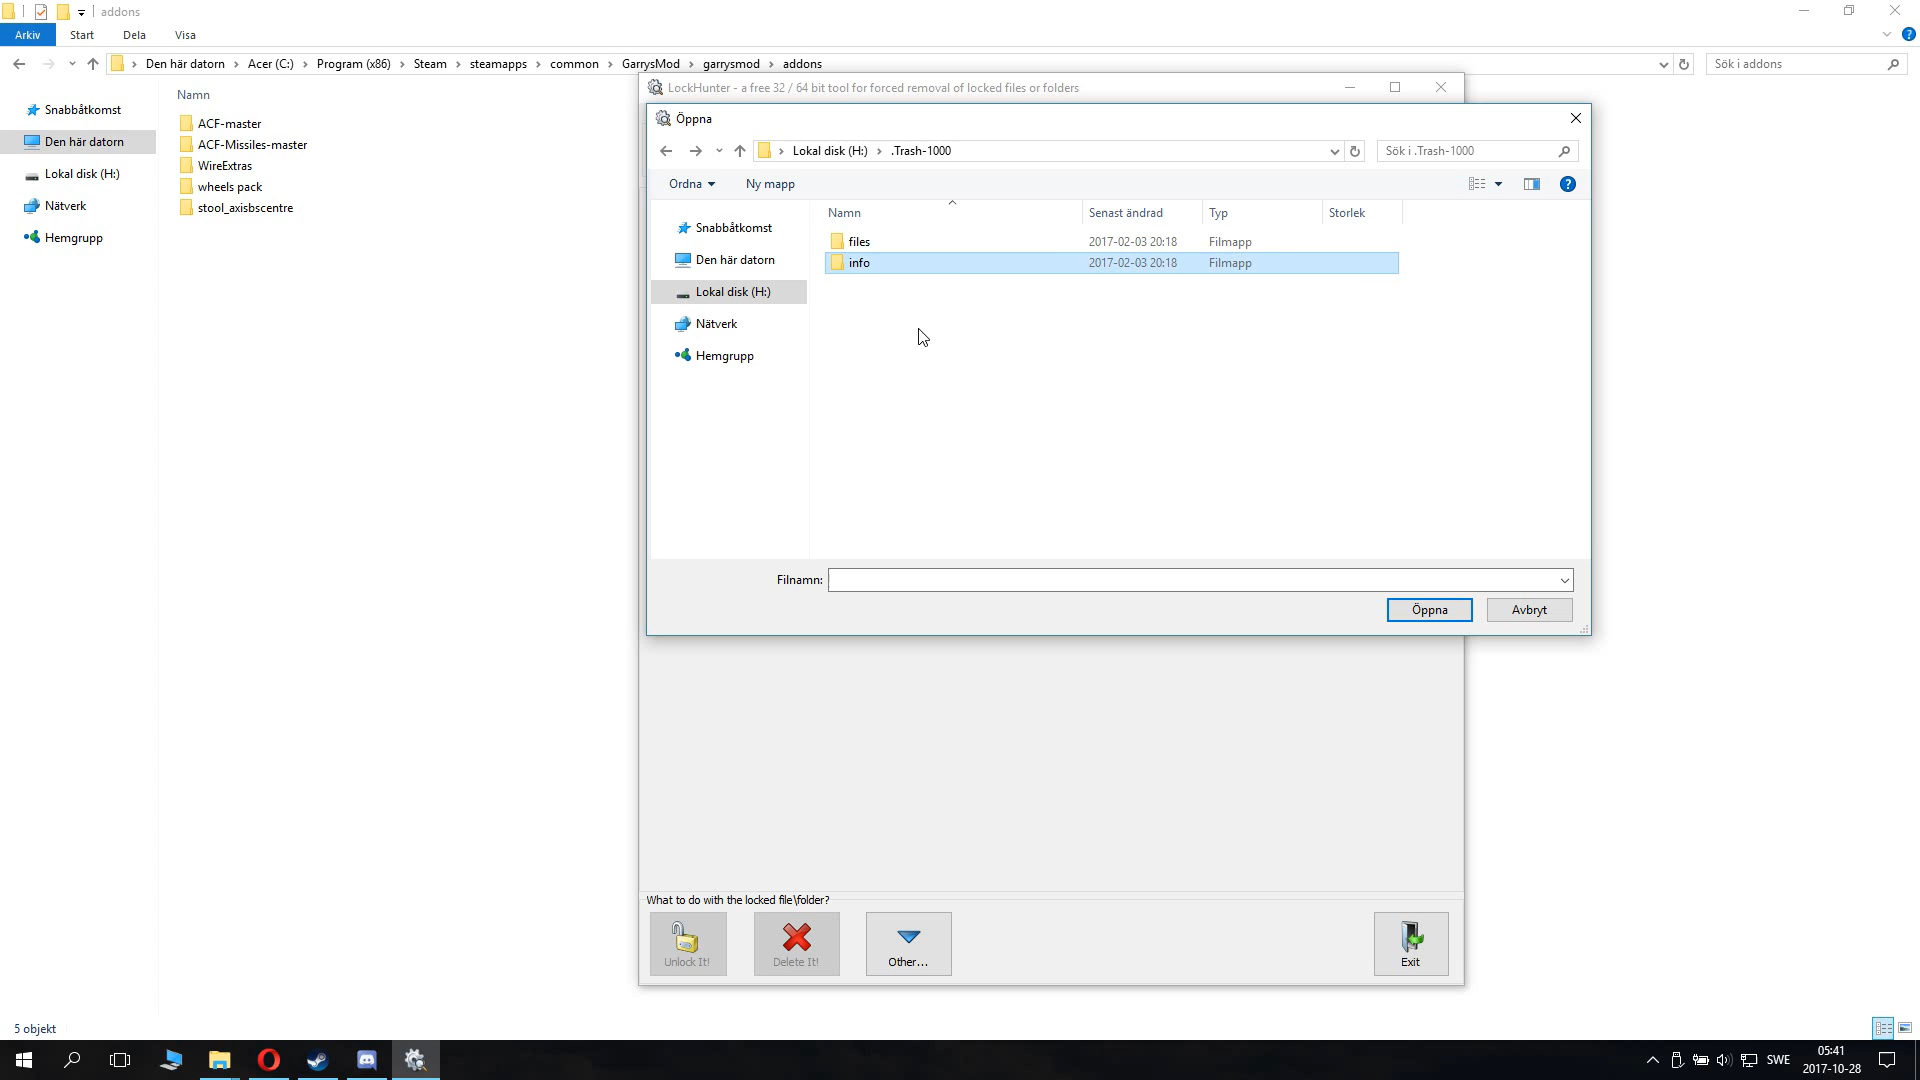 addons
Arkiv Start Dela Visa
Den här datorn Acer (C:) Program (x86) Steam steamapps common GarrysMod garrysmod addons
Sök i addons
Snabbåtkomst
Den här datorn
Lokal disk (H:)
Nätverk
Hemgrupp
Namn
ACF-master
ACF-Missiles-master
WireExtras
wheels pack
stool_axisbscentre
LockHunter - a free 32 / 64 bit tool for forced removal of locked files or folders
Öppna
Lokal disk (H:) .Trash-1000
Sök i .Trash-1000
Ordna Ny mapp
Snabbåtkomst
Den här datorn
Lokal disk (H:)
Nätverk
Hemgrupp
Namn Senast ändrad Typ Storlek
files 2017-02-03 20:18 Filmapp
info 2017-02-03 20:18 Filmapp
Filnamn:
Öppna Avbryt
What to do with the locked file\folder?
Unlock It! Delete It! Other... Exit
5 objekt
SWE
05:41
2017-10-28